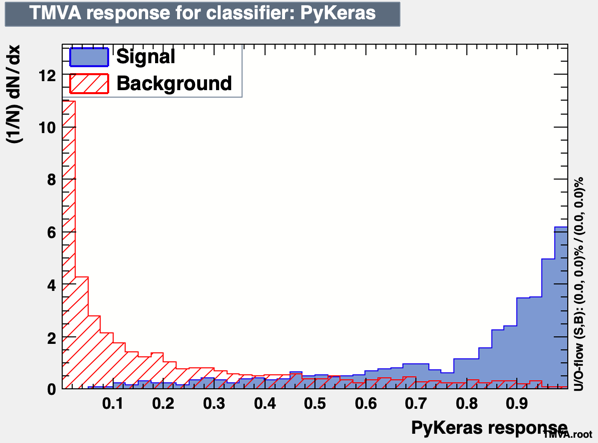 TMVA response for classifier: PyKeras
Signal
Background
(1/N) dN/dx
12
10
8
6
4
2
0
0.1 0.2 0.3 0.4 0.5 0.6 0.7 0.8 0.9
PyKeras response
U/O-flow (S,B): (0.0, 0.0)% / (0.0, 0.0)%
TMVA.root